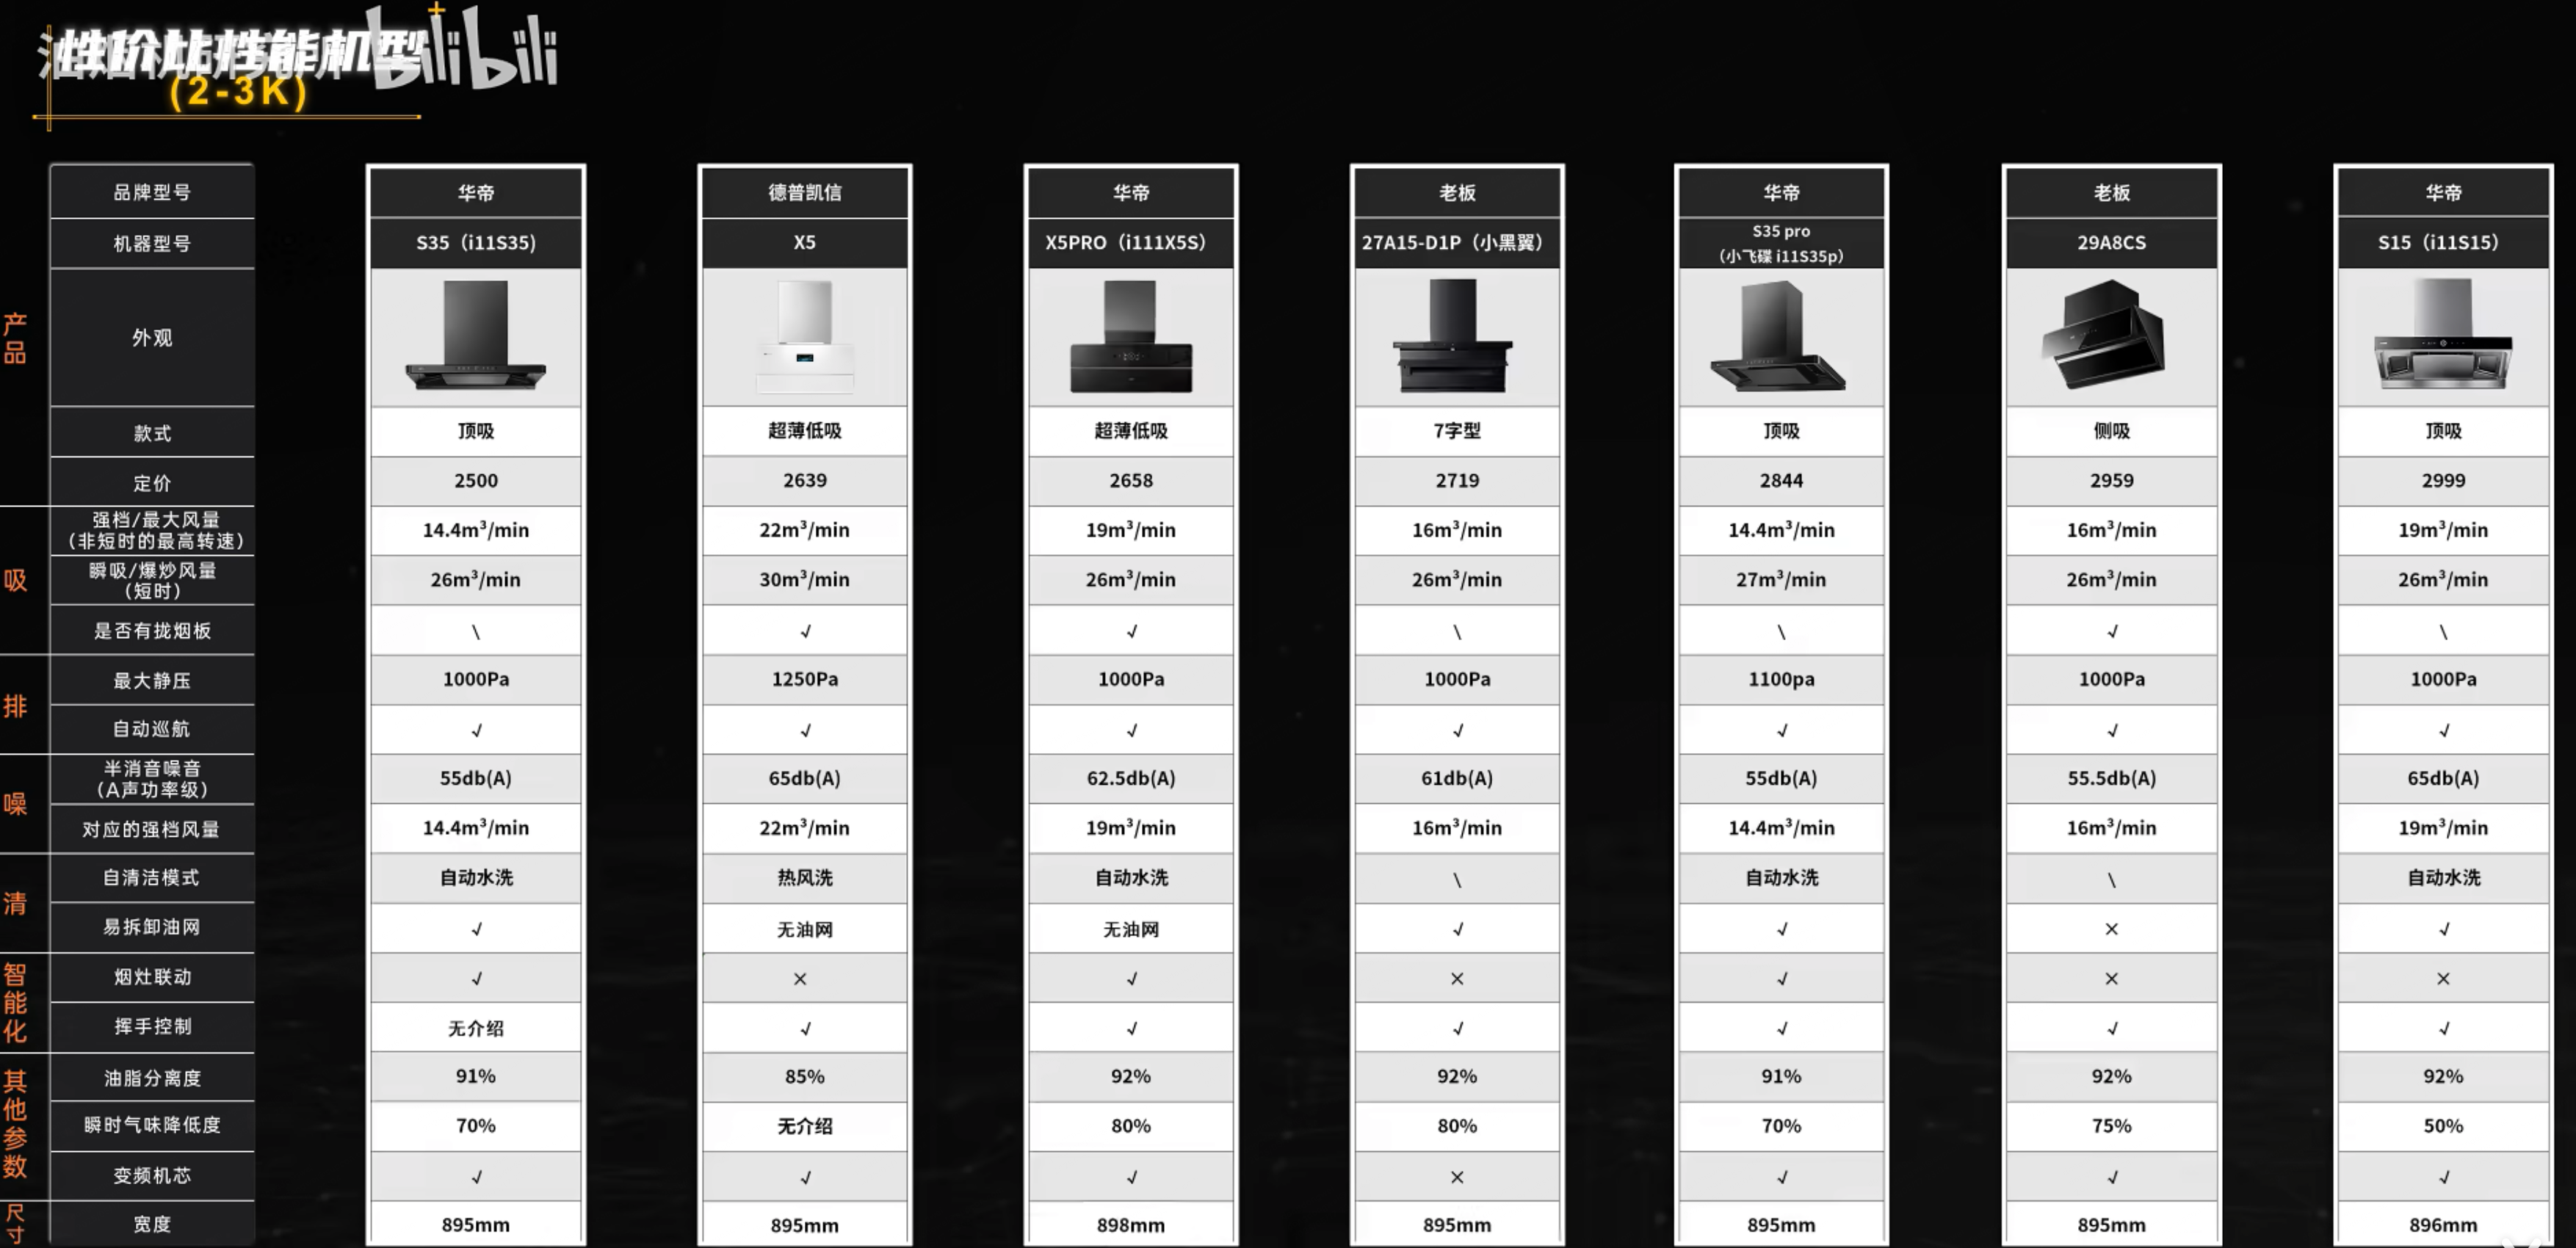 性价比性能机型
bilibili
(2-3K)
品牌型号 华帝 德普凯信 华帝 老板 华帝 老板 华帝
机器型号 S35（i11S35) X5 X5PRO（i111X5S） 27A15-D1P（小黑翼） S35 pro（小飞碟 i11S35p） 29A8CS S15（i11S15）
产品
外观
款式 顶吸 超薄低吸 超薄低吸 7字型 顶吸 侧吸 顶吸
定价 2500 2639 2658 2719 2844 2959 2999
吸
强档/最大风量（非短时的最高转速） 14.4m³/min 22m³/min 19m³/min 16m³/min 14.4m³/min 16m³/min 19m³/min
瞬吸/爆炒风量（短时） 26m³/min 30m³/min 26m³/min 26m³/min 27m³/min 26m³/min 26m³/min
是否有拢烟板 \ √ √ \ \ √ \
排
最大静压 1000Pa 1250Pa 1000Pa 1000Pa 1100pa 1000Pa 1000Pa
自动巡航 √ √ √ √ √ √ √
噪
半消音噪音（A声功率级） 55db(A) 65db(A) 62.5db(A) 61db(A) 55db(A) 55.5db(A) 65db(A)
对应的强档风量 14.4m³/min 22m³/min 19m³/min 16m³/min 14.4m³/min 16m³/min 19m³/min
清
自清洁模式 自动水洗 热风洗 自动水洗 \ 自动水洗 \ 自动水洗
易拆卸油网 √ 无油网 无油网 √ √ × √
智能化
烟灶联动 √ × √ × √ × ×
挥手控制 无介绍 √ √ √ √ √ √
其他参数
油脂分离度 91% 85% 92% 92% 91% 92% 92%
瞬时气味降低度 70% 无介绍 80% 80% 70% 75% 50%
变频机芯 √ √ √ × √ √ √
尺寸
宽度 895mm 895mm 898mm 895mm 895mm 895mm 896mm